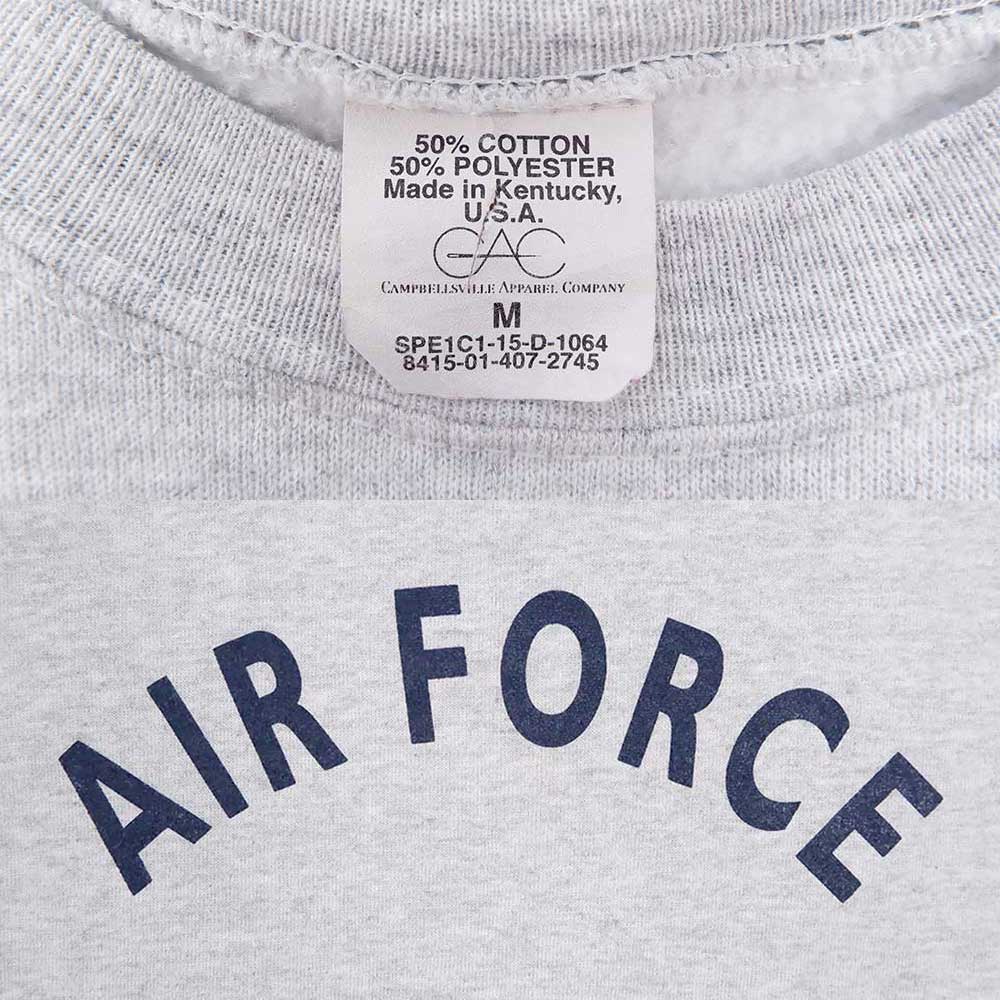 50% COTTON
50% POLYESTER
Made in Kentucky,
U.S.A.
CAC
CAMPBELLSVILLE APPAREL COMPANY
M
SPE1C1-15-D-1064
8415-01-407-2745
AIR FORCE